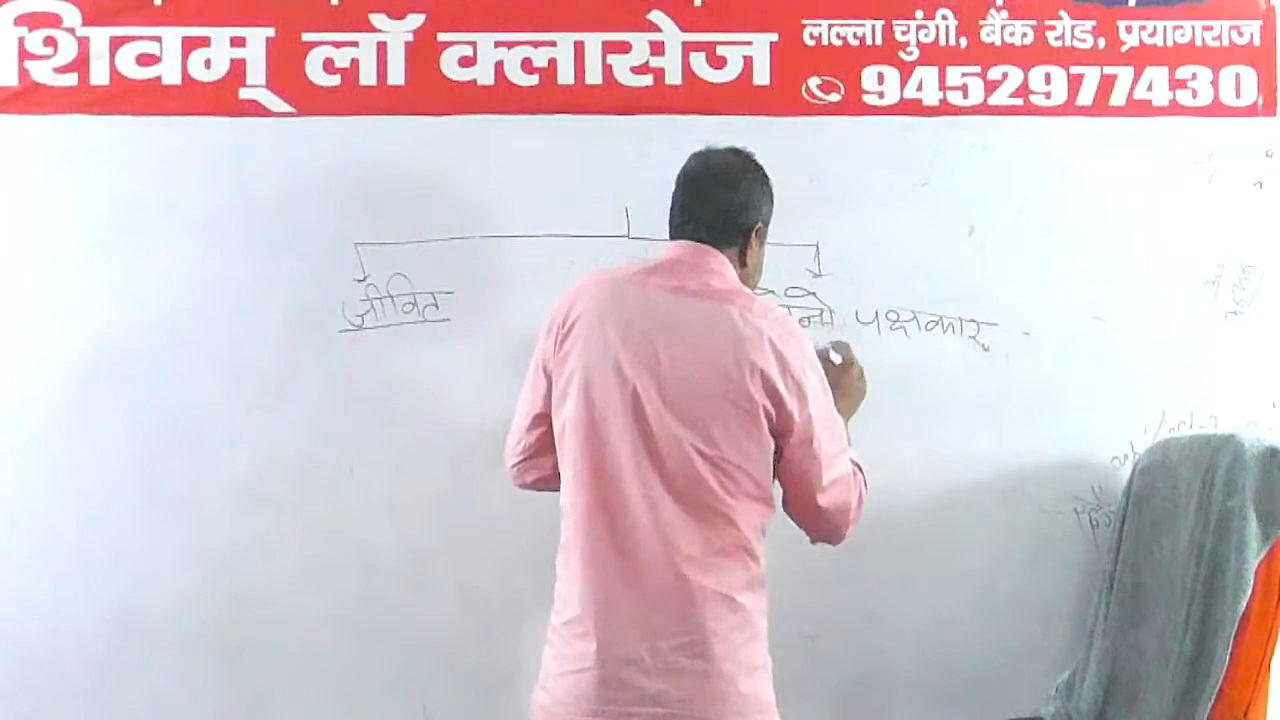 शिवम् लॉ क्लासेज
लल्ला चुंगी, बैंक रोड, प्रयागराज
9452977430
जीवित
पक्षकार